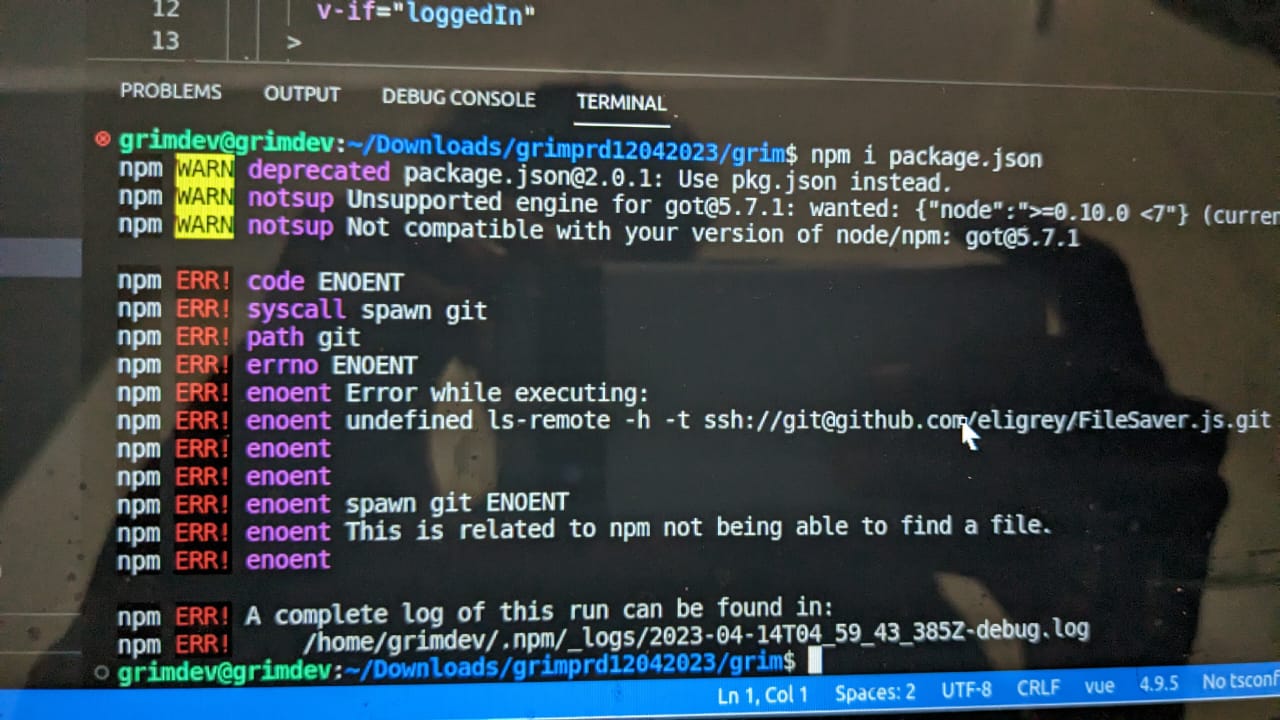 12 v-if="loggedIn"
13 >
PROBLEMS OUTPUT DEBUG CONSOLE TERMINAL
grimdev@grimdev:~/Downloads/grimprd12042023/grim$ npm i package.json
npm WARN deprecated package.json@2.0.1: Use pkg.json instead.
npm WARN notsup Unsupported engine for got@5.7.1: wanted: {"node":">=0.10.0 <7"} (curren
npm WARN notsup Not compatible with your version of node/npm: got@5.7.1
npm ERR! code ENOENT
npm ERR! syscall spawn git
npm ERR! path git
npm ERR! errno ENOENT
npm ERR! enoent Error while executing:
npm ERR! enoent undefined ls-remote -h -t ssh://git@github.com/eligrey/FileSaver.js.git
npm ERR! enoent
npm ERR! enoent
npm ERR! enoent spawn git ENOENT
npm ERR! enoent This is related to npm not being able to find a file.
npm ERR! enoent
npm ERR! A complete log of this run can be found in:
npm ERR!     /home/grimdev/.npm/_logs/2023-04-14T04_59_43_385Z-debug.log
grimdev@grimdev:~/Downloads/grimprd12042023/grim$
Ln 1, Col 1 Spaces: 2 UTF-8 CRLF vue 4.9.5 No tsconf